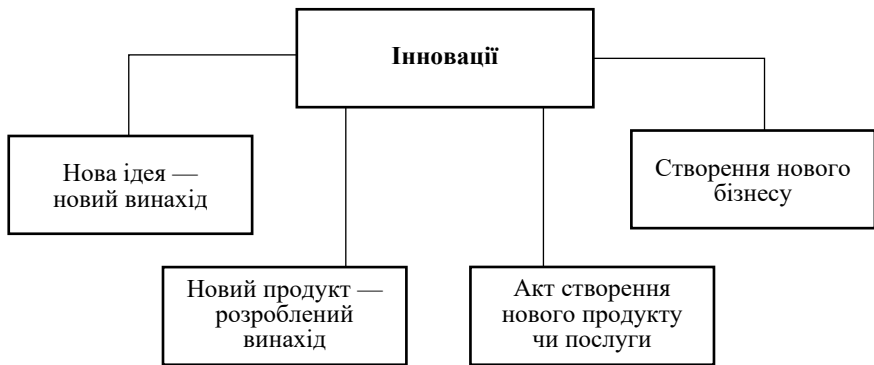 Інновації
Нова ідея —
новий винахід
Створення нового
бізнесу
Новий продукт —
розроблений
винахід
Акт створення
нового продукту
чи послуги